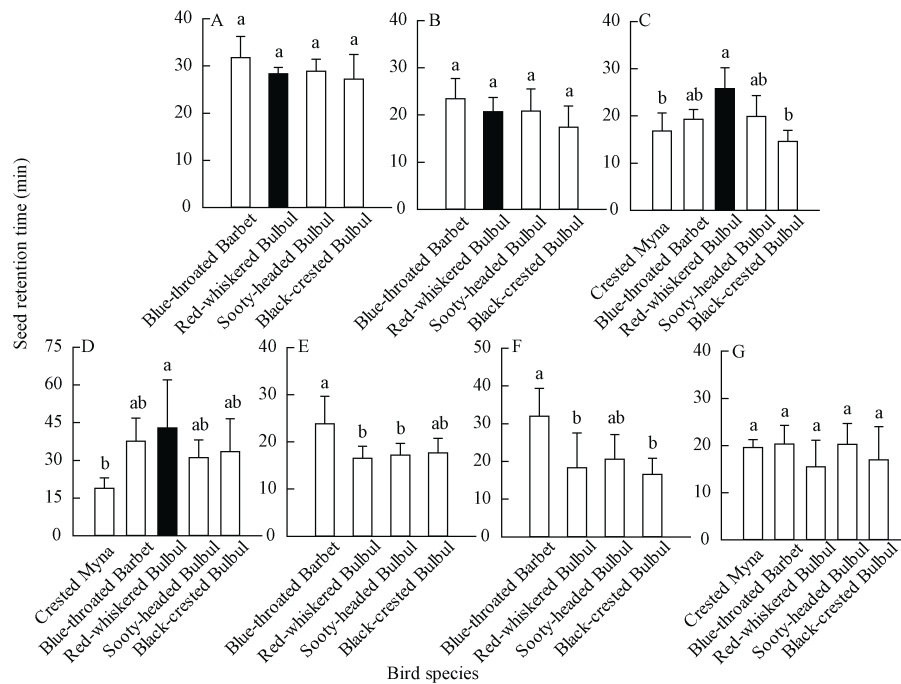 Seed retention time (min)
A
40
30
20
10
0
a
a
a
a
Blue-throated Barbet
Red-whiskered Bulbul
Sooty-headed Bulbul
Black-crested Bulbul
B
40
30
20
10
0
a
a
a
a
Blue-throated Barbet
Red-whiskered Bulbul
Sooty-headed Bulbul
Black-crested Bulbul
C
40
30
20
10
0
b
ab
a
ab
b
Crested Myna
Blue-throated Barbet
Red-whiskered Bulbul
Sooty-headed Bulbul
Black-crested Bulbul
D
75
60
45
30
15
0
b
ab
a
ab
ab
Crested Myna
Blue-throated Barbet
Red-whiskered Bulbul
Sooty-headed Bulbul
Black-crested Bulbul
E
40
30
20
10
0
a
b
b
ab
Blue-throated Barbet
Red-whiskered Bulbul
Sooty-headed Bulbul
Black-crested Bulbul
F
50
40
30
20
10
0
a
b
ab
b
Blue-throated Barbet
Red-whiskered Bulbul
Sooty-headed Bulbul
Black-crested Bulbul
G
40
30
20
10
0
a
a
a
a
a
Crested Myna
Blue-throated Barbet
Red-whiskered Bulbul
Sooty-headed Bulbul
Black-crested Bulbul
Bird species